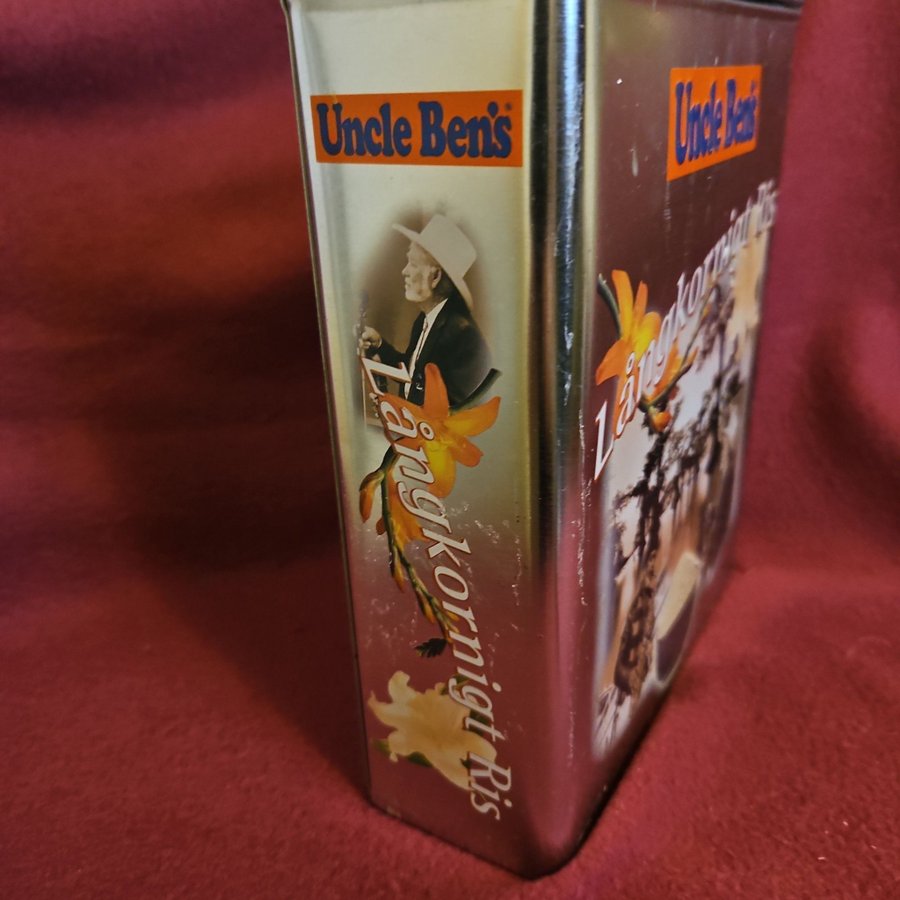 Uncle Ben's®
Långkornigt Ris
Uncle Ben's
Långkornigt Ris